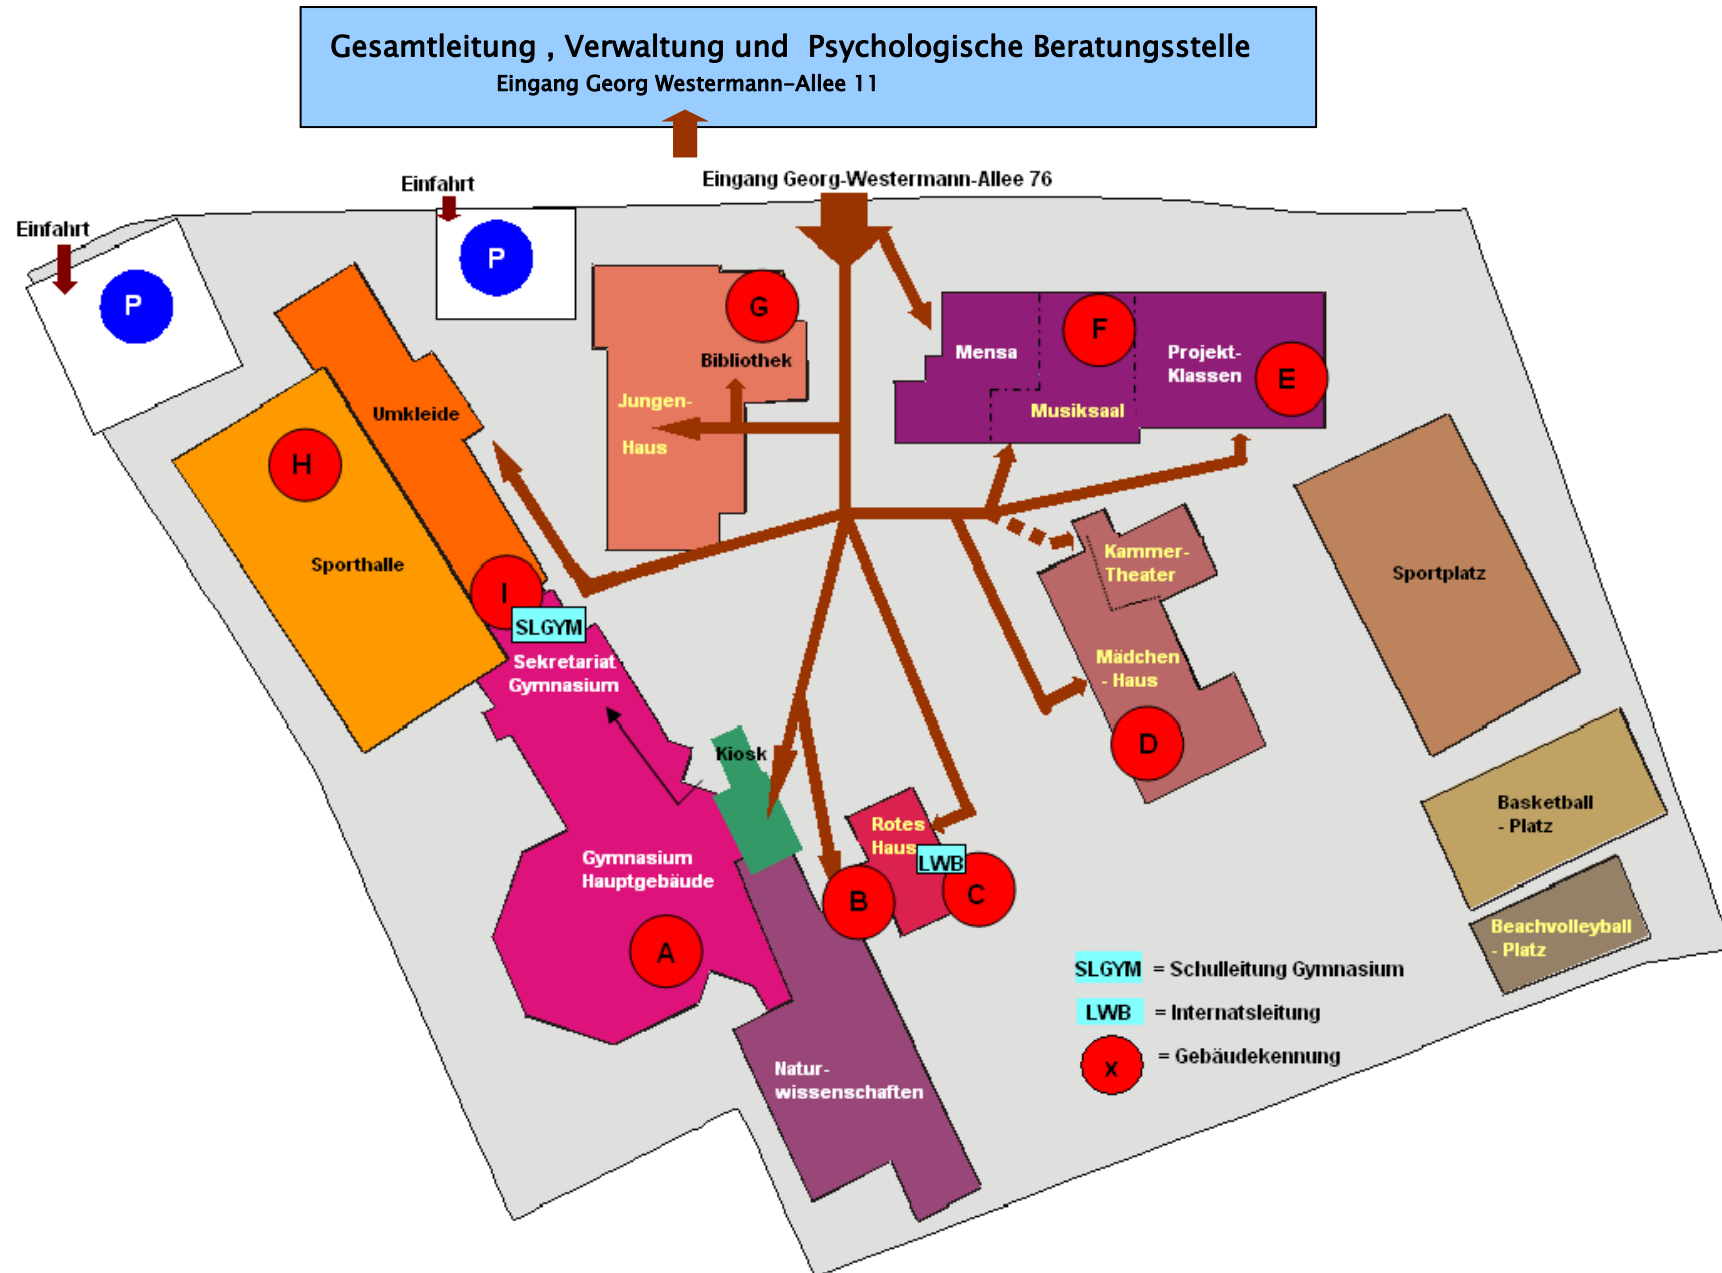 Gesamtleitung , Verwaltung und Psychologische Beratungsstelle
Eingang Georg Westermann-Allee 11
Eingang Georg-Westermann-Allee 76
Einfahrt
Einfahrt
P
P
G
Bibliothek
Jungen-
Haus
Mensa
F
Musiksaal
Projekt-
Klassen
E
Umkleide
H
Sporthalle
I
SLGYM
Sekretariat
Gymnasium
Kammer-
Theater
Mädchen
- Haus
D
Sportplatz
Kiosk
Rotes
Haus
LWB
B
C
Gymnasium
Hauptgebäude
A
Basketball
- Platz
Beachvolleyball
- Platz
Natur-
wissenschaften
SLGYM = Schulleitung Gymnasium
LWB = Internatsleitung
x = Gebäudekennung